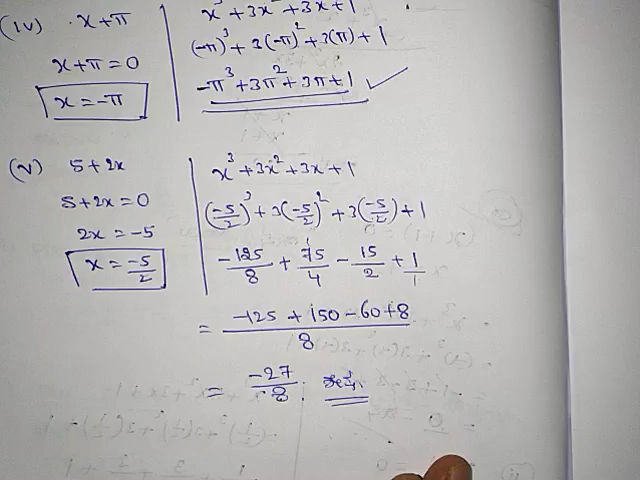 (iv) x+π
x+π=0
x=-π
x³+3x²+3x+1
(-π)³+3(-π)²+3(π)+1
-π³+3π²+3π+1 ✓
(v) 5+2x
5+2x=0
2x=-5
x=-5/2
x³+3x²+3x+1
(-5/2)³+3(-5/2)²+3(-5/2)+1
-125/8+75/4-15/2+1/1
= -125+150-60+8/8
= -27/8